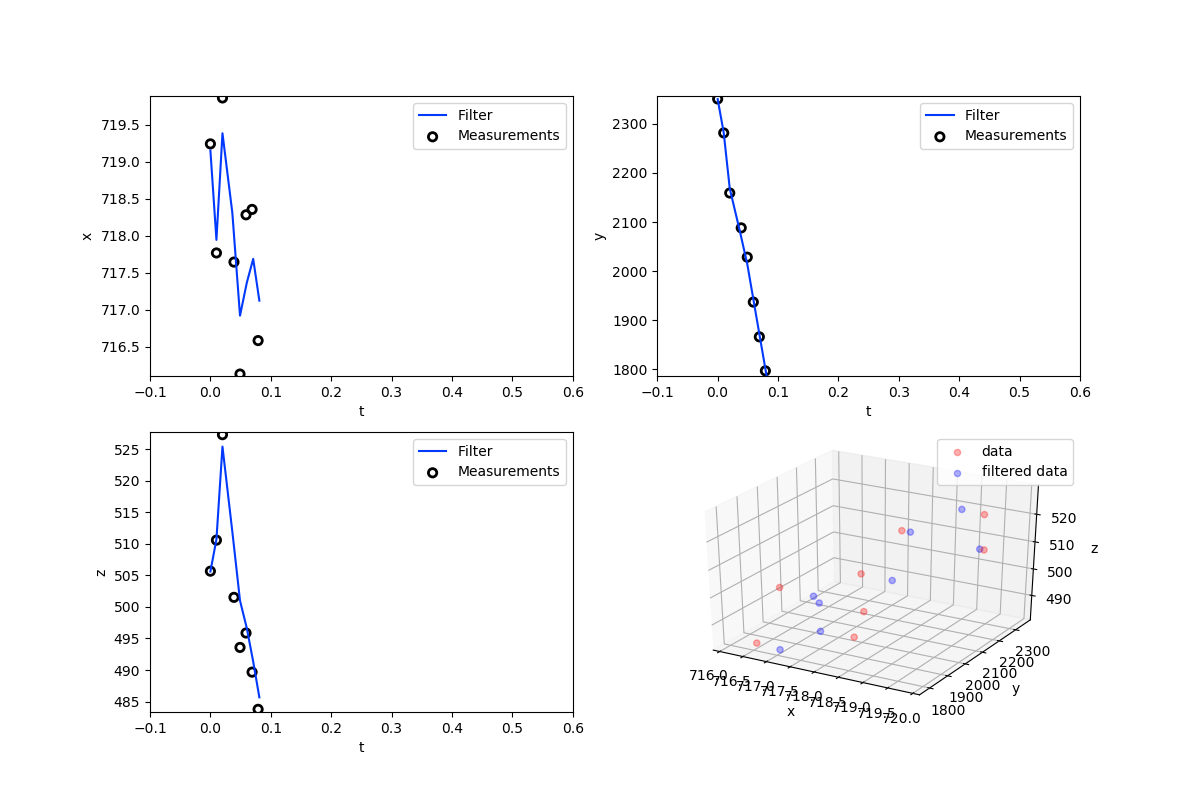 Filter
Measurements
719.5
719.0
718.5
718.0
717.5
717.0
716.5
x
−0.1 0.0 0.1 0.2 0.3 0.4 0.5 0.6
t
Filter
Measurements
2300
2200
2100
2000
1900
1800
y
−0.1 0.0 0.1 0.2 0.3 0.4 0.5 0.6
t
Filter
Measurements
525
520
515
510
505
500
495
490
485
z
−0.1 0.0 0.1 0.2 0.3 0.4 0.5 0.6
t
data
filtered data
520
510
500
490
z
2300
2200
2100
2000
1900
1800
y
716.0 716.5 717.0 717.5 718.0 718.5 719.0 719.5 720.0
x